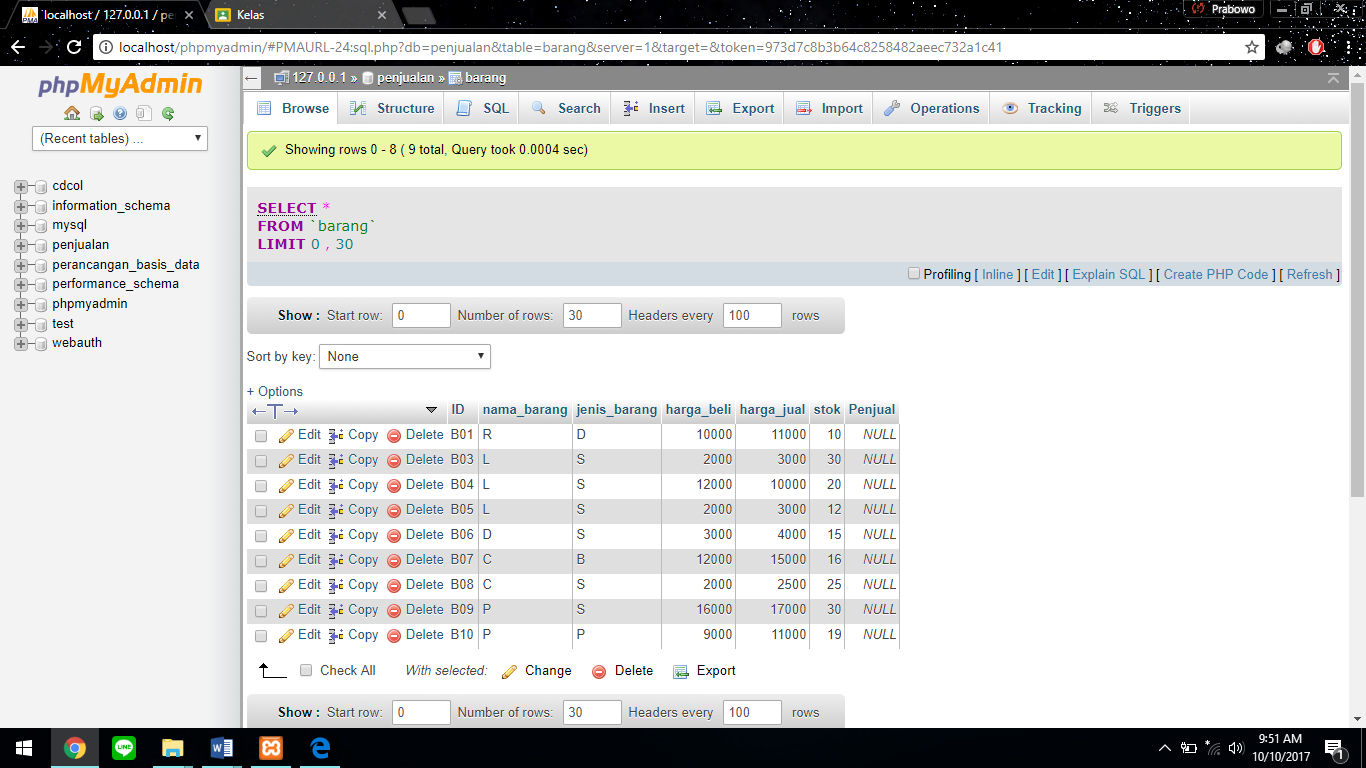 localhost / 127.0.0.1 / pe
Kelas
Prabowo
localhost/phpmyadmin/#PMAURL-24:sql.php?db=penjualan&table=barang&server=1&target=&token=973d7c8b3b64c8258482aeec732a1c41
phpMyAdmin
(Recent tables) ...
cdcol
information_schema
mysql
penjualan
perancangan_basis_data
performance_schema
phpmyadmin
test
webauth
127.0.0.1 » penjualan » barang
Browse Structure SQL Search Insert Export Import Operations Tracking Triggers
Showing rows 0 - 8 ( 9 total, Query took 0.0004 sec)
SELECT *
FROM `barang`
LIMIT 0 , 30
Profiling [ Inline ] [ Edit ] [ Explain SQL ] [ Create PHP Code ] [ Refresh ]
Show : Start row: 0 Number of rows: 30 Headers every 100 rows
Sort by key: None
+ Options
ID nama_barang jenis_barang harga_beli harga_jual stok Penjual
Edit Copy Delete B01 R D 10000 11000 10 NULL
Edit Copy Delete B03 L S 2000 3000 30 NULL
Edit Copy Delete B04 L S 12000 10000 20 NULL
Edit Copy Delete B05 L S 2000 3000 12 NULL
Edit Copy Delete B06 D S 3000 4000 15 NULL
Edit Copy Delete B07 C B 12000 15000 16 NULL
Edit Copy Delete B08 C S 2000 2500 25 NULL
Edit Copy Delete B09 P S 16000 17000 30 NULL
Edit Copy Delete B10 P P 9000 11000 19 NULL
Check All With selected: Change Delete Export
Show : Start row: 0 Number of rows: 30 Headers every 100 rows
LINE
9:51 AM
10/10/2017
1